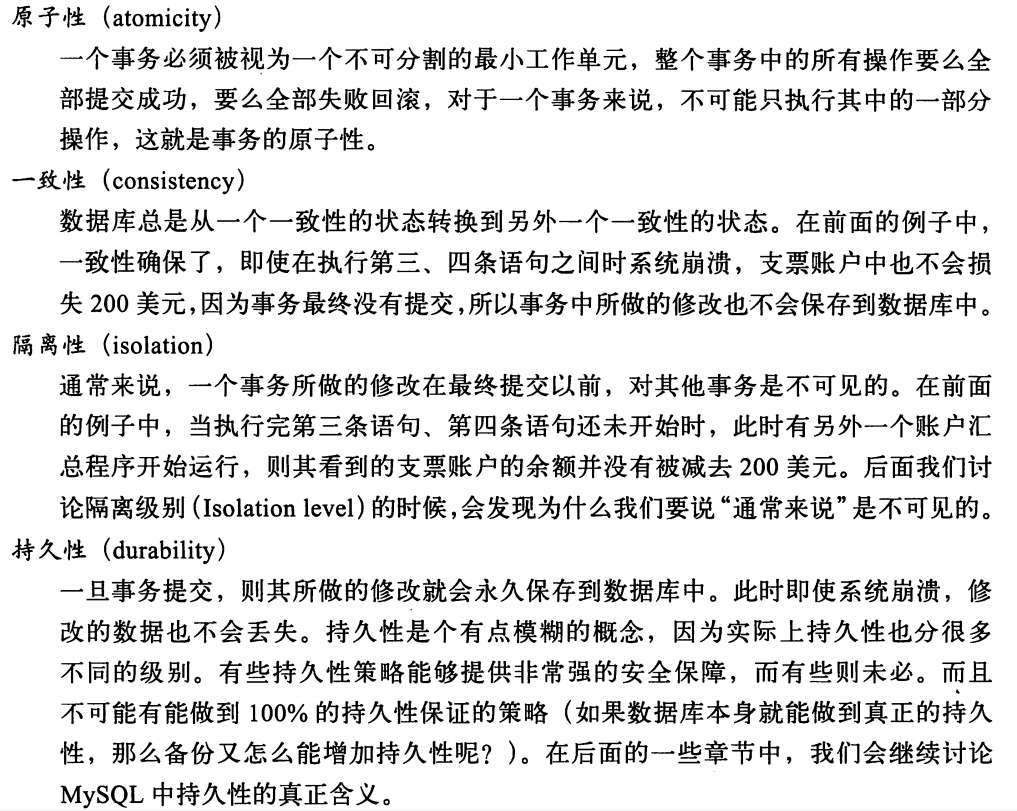 原子性（atomicity）
一个事务必须被视为一个不可分割的最小工作单元，整个事务中的所有操作要么全
部提交成功，要么全部失败回滚，对于一个事务来说，不可能只执行其中的一部分
操作，这就是事务的原子性。
一致性（consistency）
数据库总是从一个一致性的状态转换到另外一个一致性的状态。在前面的例子中，
一致性确保了，即使在执行第三、四条语句之间时系统崩溃，支票账户中也不会损
失 200 美元，因为事务最终没有提交，所以事务中所做的修改也不会保存到数据库中。
隔离性（isolation）
通常来说，一个事务所做的修改在最终提交以前，对其他事务是不可见的。在前面
的例子中，当执行完第三条语句、第四条语句还未开始时，此时有另外一个账户汇
总程序开始运行，则其看到的支票账户的余额并没有被减去 200 美元。后面我们讨
论隔离级别（Isolation level）的时候，会发现为什么我们要说“通常来说”是不可见的。
持久性（durability）
一旦事务提交，则其所做的修改就会永久保存到数据库中。此时即使系统崩溃，修
改的数据也不会丢失。持久性是个有点模糊的概念，因为实际上持久性也分很多
不同的级别。有些持久性策略能够提供非常强的安全保障，而有些则未必。而且
不可能有能做到 100% 的持久性保证的策略（如果数据库本身就能做到真正的持久
性，那么备份又怎么能增加持久性呢？）。在后面的一些章节中，我们会继续讨论
MySQL 中持久性的真正含义。